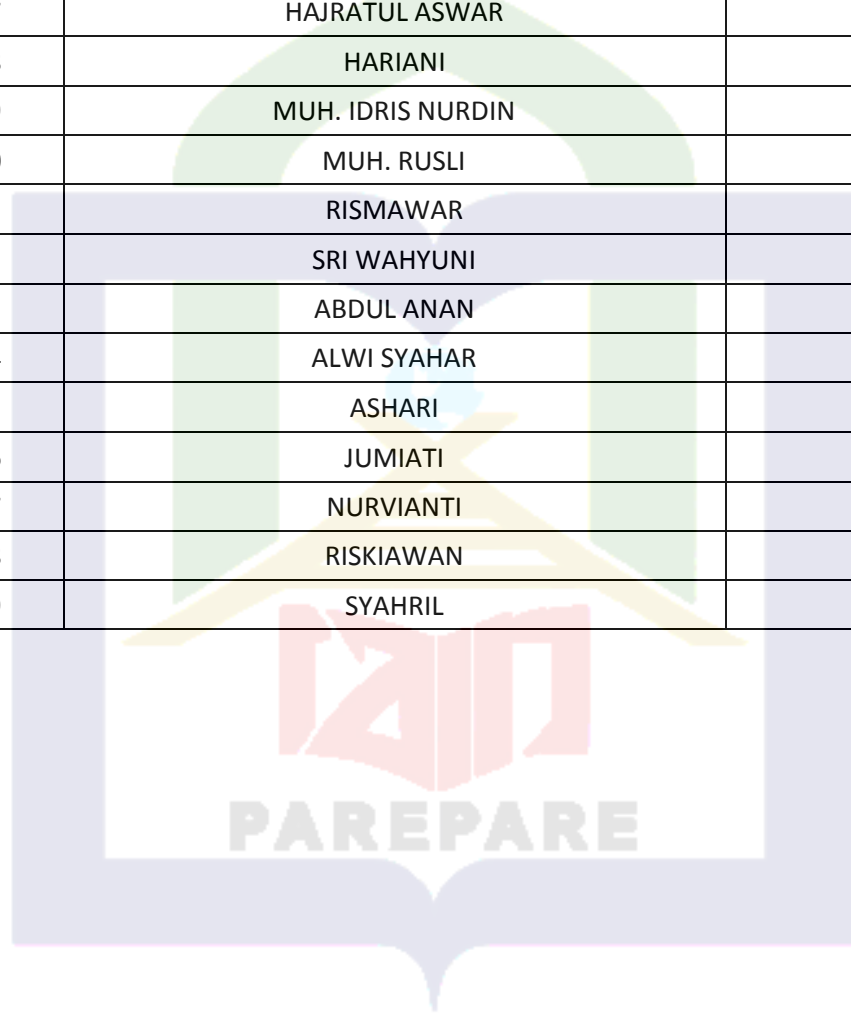 HAJRATUL ASWAR
HARIANI
MUH. IDRIS NURDIN
MUH. RUSLI
RISMAWAR
SRI WAHYUNI
ABDUL ANAN
ALWI SYAHAR
ASHARI
JUMIATI
NURVIANTI
RISKIAWAN
SYAHRIL
PAREPARE